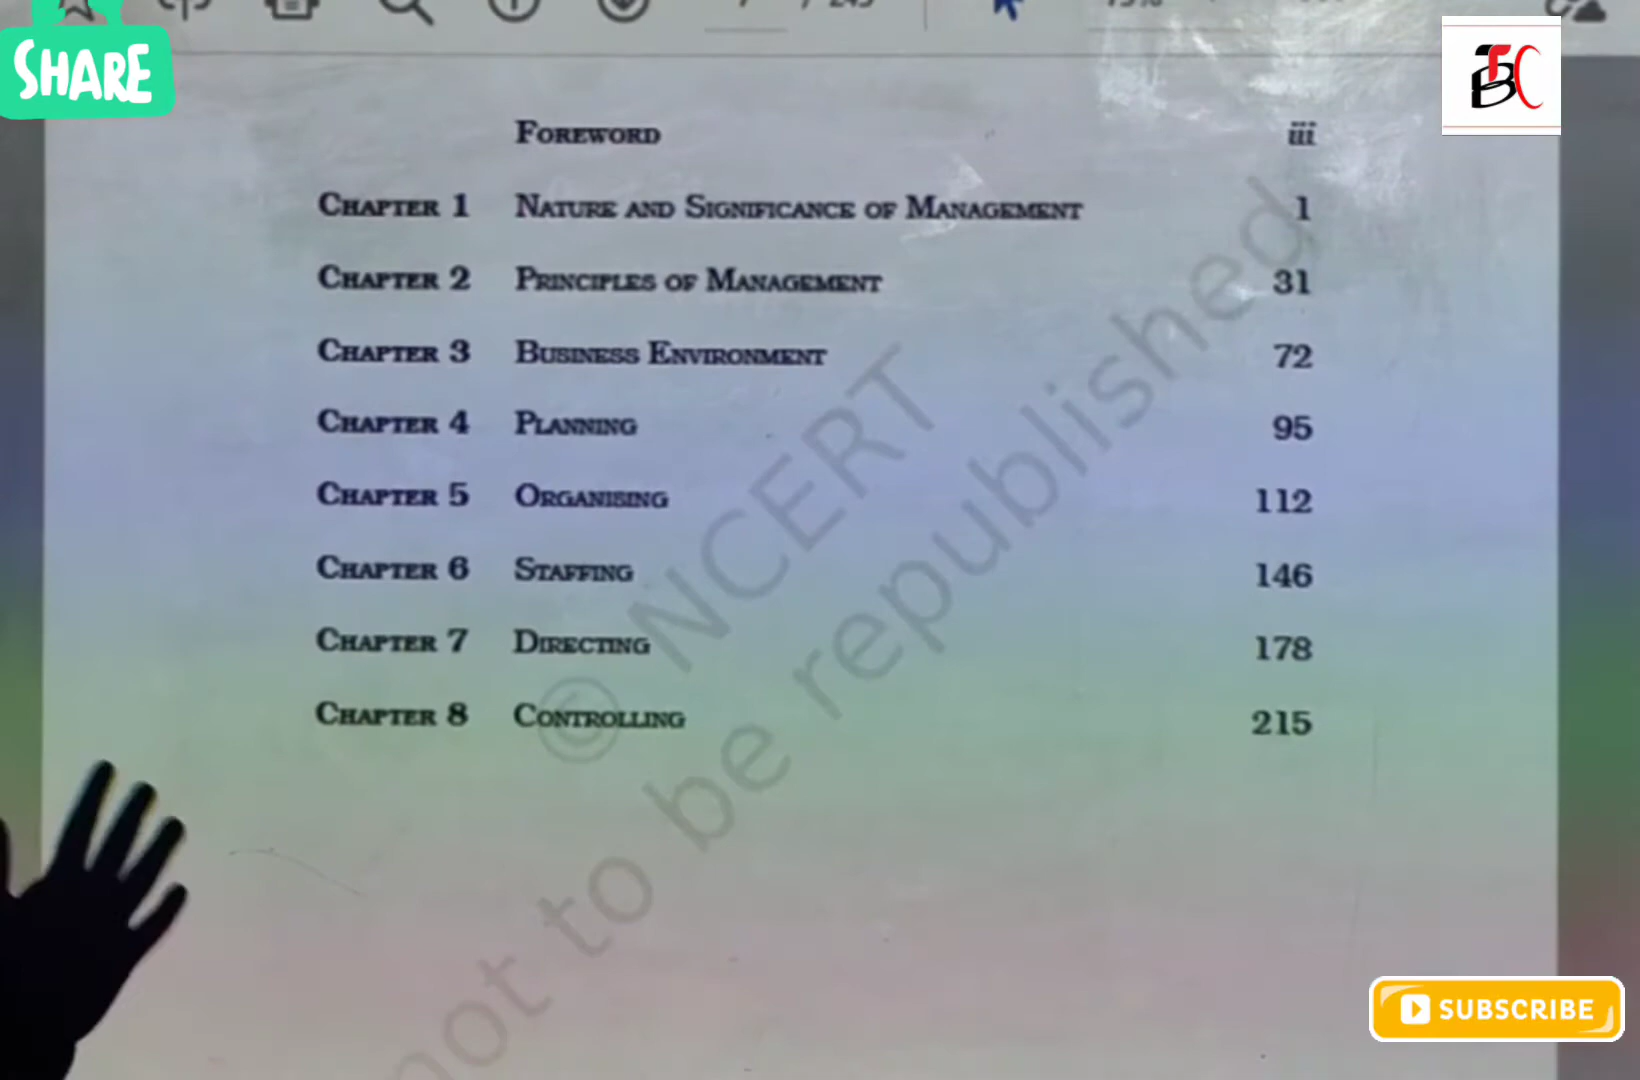 SHARE
TBC
FOREWORD iii
CHAPTER 1 NATURE AND SIGNIFICANCE OF MANAGEMENT 1
CHAPTER 2 PRINCIPLES OF MANAGEMENT 31
CHAPTER 3 BUSINESS ENVIRONMENT 72
CHAPTER 4 PLANNING 95
CHAPTER 5 ORGANISING 112
CHAPTER 6 STAFFING 146
CHAPTER 7 DIRECTING 178
CHAPTER 8 CONTROLLING 215
© NCERT
not to be republished
SUBSCRIBE